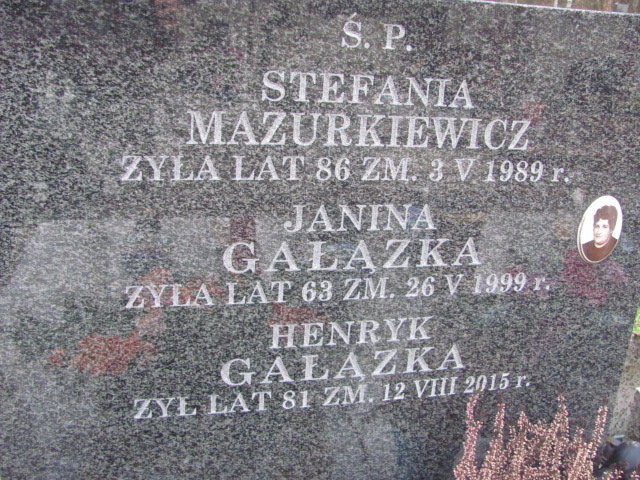 Ś. P.
STEFANIA
MAZURKIEWICZ
ŻYŁA LAT 86 ZM. 3 V 1989 r.
JANINA
GAŁĄZKA
ŻYŁA LAT 63 ZM. 26 V 1999 r.
HENRYK
GAŁĄZKA
ŻYŁ LAT 81 ZM. 12 VIII 2015 r.